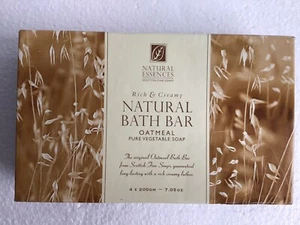 NATURAL
ESSENCES
Rich & Creamy
NATURAL
BATH BAR
OATMEAL
PURE VEGETABLE SOAP
The original Oatmeal Bath Bar
from Scottish Fine Soaps, guaranteed
long-lasting with a rich creamy lather.
4 x 200gm - 7.05oz